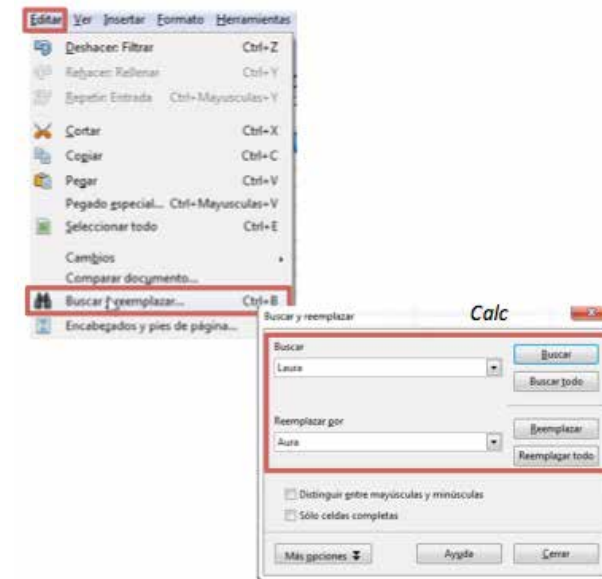 Editar Ver Insertar Formato Herramientas
Deshacer: Filtrar Ctrl+Z
Rehacer: Rellenar Ctrl+Y
Repetir: Entrada Ctrl+Mayusculas+Y
Cortar Ctrl+X
Copiar Ctrl+C
Pegar Ctrl+V
Pegado especial... Ctrl+Mayusculas+V
Seleccionar todo Ctrl+E
Cambios
Comparar documento...
Buscar y reemplazar... Ctrl+B
Encabezados y pies de página...
Buscar y reemplazar Calc
Buscar
Laura
Buscar
Buscar todo
Reemplazar por
Aura
Reemplazar
Reemplazar todo
Distinguir entre mayúsculas y minúsculas
Sólo celdas completas
Más opciones Ayuda Cerrar